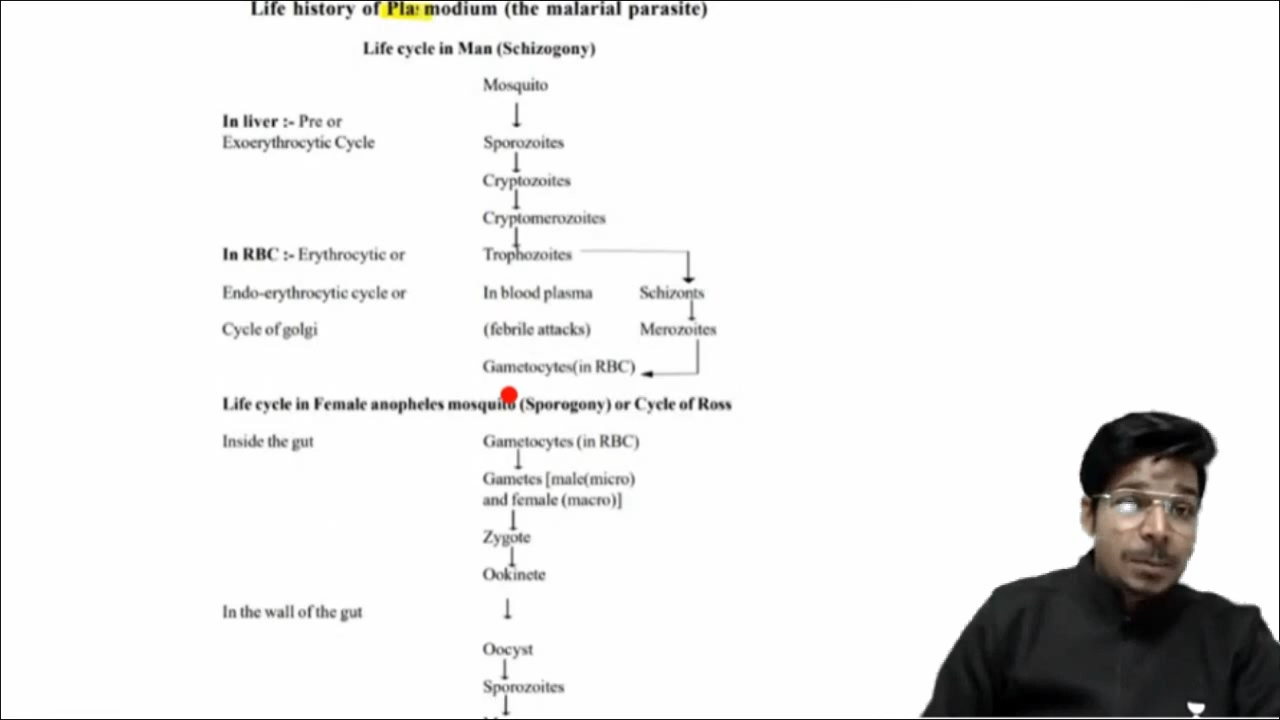 Life history of Plasmodium (the malarial parasite)
Life cycle in Man (Schizogony)
Mosquito
In liver :- Pre or
Exoerythrocytic Cycle
Sporozoites
Cryptozoites
Cryptomerozoites
In RBC :- Erythrocytic or
Trophozoites
Endo-erythrocytic cycle or
In blood plasma
Schizonts
Cycle of golgi
(febrile attacks)
Merozoites
Gametocytes(in RBC)
Life cycle in Female anopheles mosquito (Sporogony) or Cycle of Ross
Inside the gut
Gametocytes (in RBC)
Gametes [male(micro)
and female (macro)]
Zygote
Ookinete
In the wall of the gut
Oocyst
Sporozoites